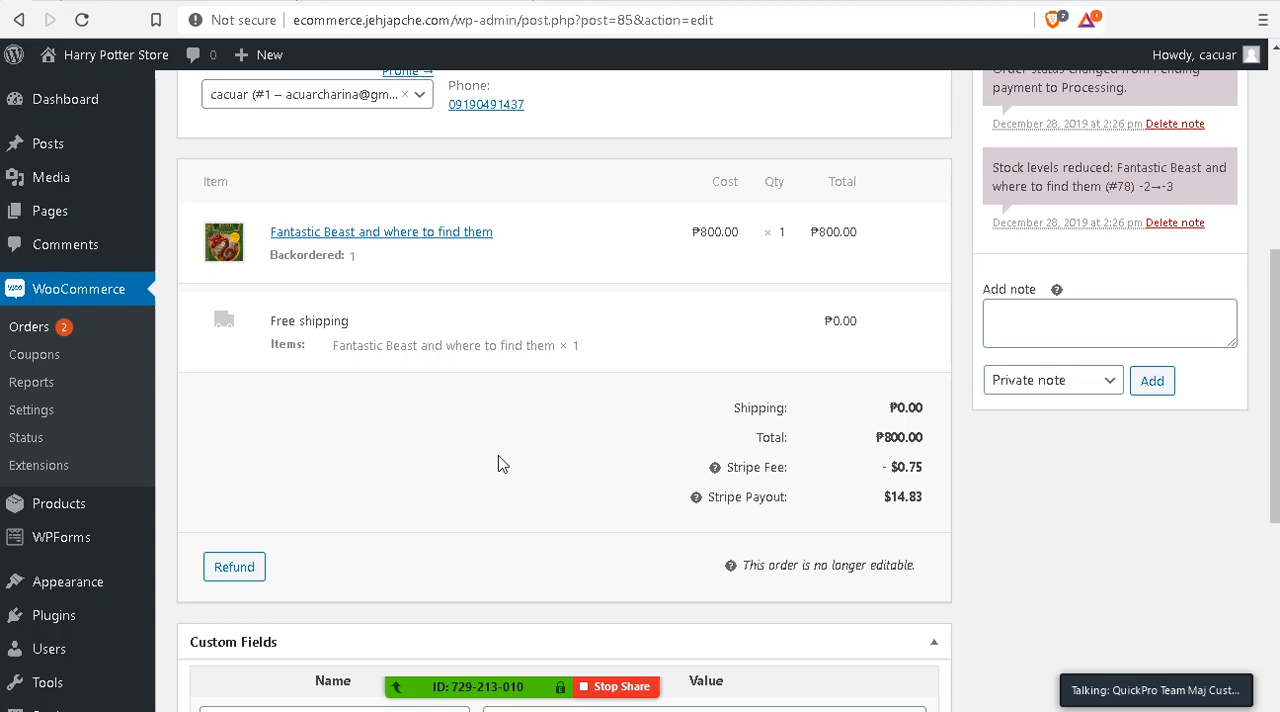 Not secure ecommerce.jehjapche.com/wp-admin/post.php?post=85&action=edit 2 1
Harry Potter Store 0 New Howdy, cacuar
Dashboard
Posts
Media
Pages
Comments
WooCommerce
Orders 2
Coupons
Reports
Settings
Status
Extensions
Products
WPForms
Appearance
Plugins
Users
Tools
Profile →
cacuar (#1 – acuarcharina@gm... ×
Phone:
09190491437
Item Cost Qty Total
Fantastic Beast and where to find them ₱800.00 × 1 ₱800.00
Backordered: 1
Free shipping ₱0.00
Items: Fantastic Beast and where to find them × 1
Shipping: ₱0.00
Total: ₱800.00
Stripe Fee: - $0.75
Stripe Payout: $14.83
Refund
This order is no longer editable.
Custom Fields
Name Value
ID: 729-213-010 Stop Share
Order status changed from Pending
payment to Processing.
December 28, 2019 at 2:26 pm Delete note
Stock levels reduced: Fantastic Beast and
where to find them (#78) -2→-3
December 28, 2019 at 2:26 pm Delete note
Add note
Private note Add
Talking: QuickPro Team Maj Cust...